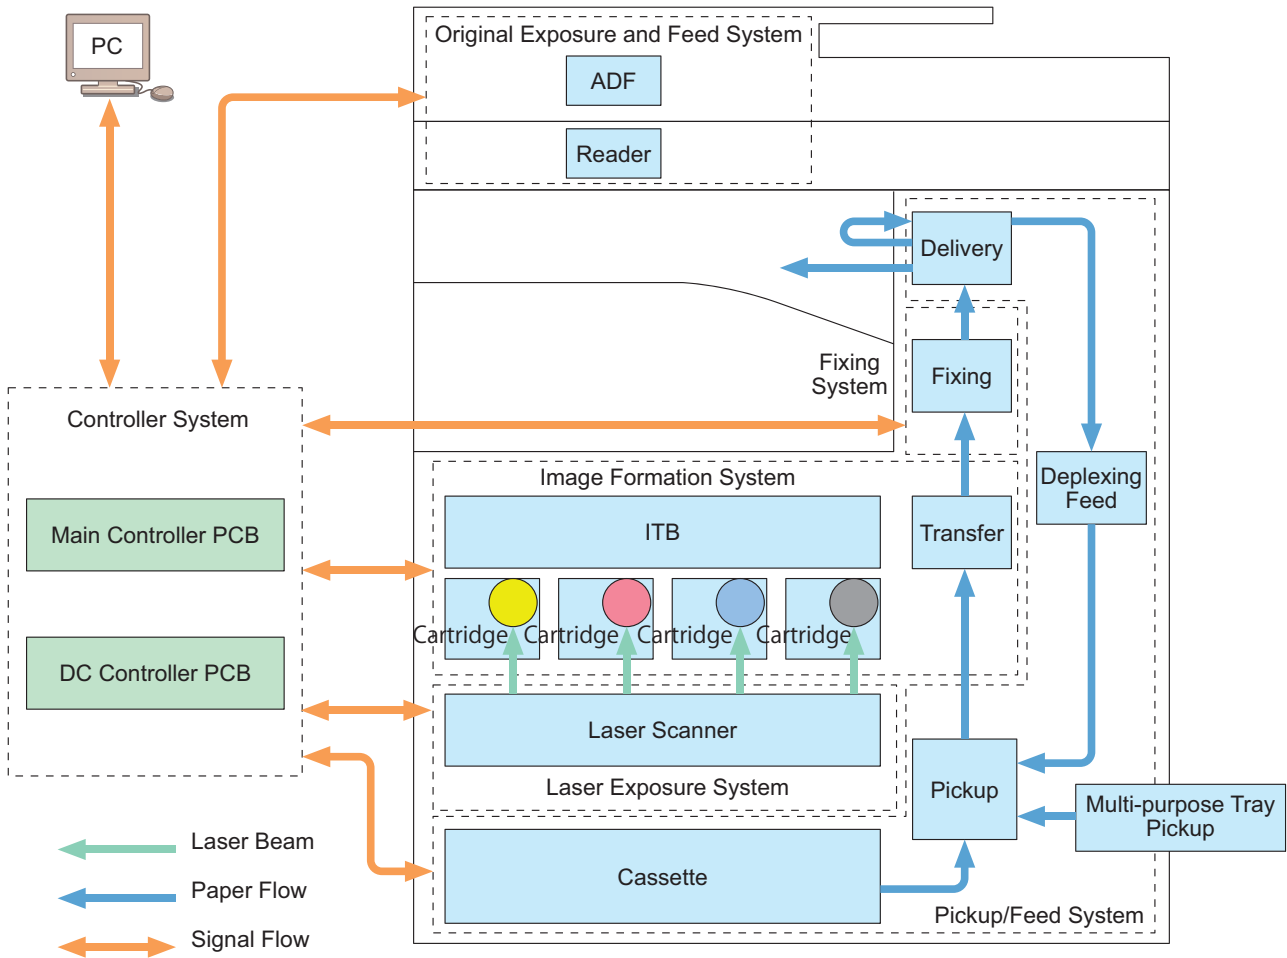 PC
Original Exposure and Feed System
ADF
Reader
Delivery
Fixing
System
Fixing
Controller System
Image Formation System
Deplexing
Feed
Main Controller PCB
ITB
Transfer
Cartridge
Cartridge
Cartridge
Cartridge
DC Controller PCB
Laser Scanner
Laser Exposure System
Pickup
Multi-purpose Tray
Pickup
Laser Beam
Cassette
Paper Flow
Pickup/Feed System
Signal Flow